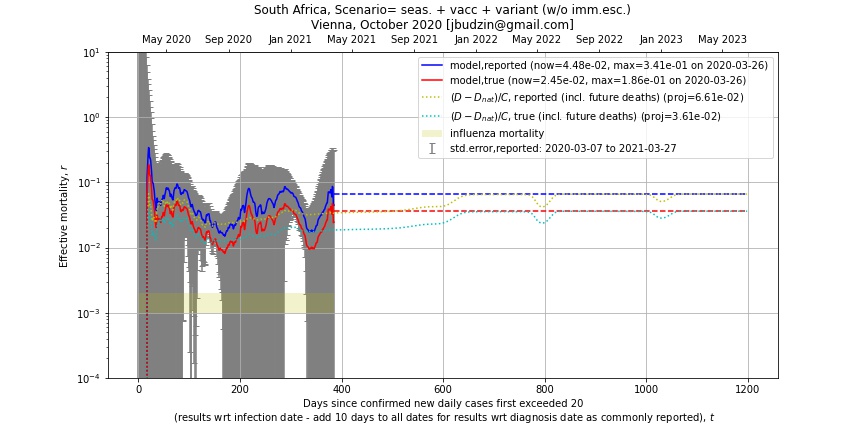 South Africa, Scenario= seas. + vacc + variant (w/o imm.esc.)
Vienna, October 2020 [jbudzin@gmail.com]
May 2020 Sep 2020 Jan 2021 May 2021 Sep 2021 Jan 2022 May 2022 Sep 2022 Jan 2023 May 2023
model,reported (now=4.48e-02, max=3.41e-01 on 2020-03-26)
model,true (now=2.45e-02, max=1.86e-01 on 2020-03-26)
(D − D_nat)/C, reported (incl. future deaths) (proj=6.61e-02)
(D − D_nat)/C, true (incl. future deaths) (proj=3.61e-02)
influenza mortality
std.error,reported: 2020-03-07 to 2021-03-27
Effective mortality, r
10¹
10⁰
10⁻¹
10⁻²
10⁻³
10⁻⁴
0 200 400 600 800 1000 1200
Days since confirmed new daily cases first exceeded 20
(results wrt infection date - add 10 days to all dates for results wrt diagnosis date as commonly reported), t